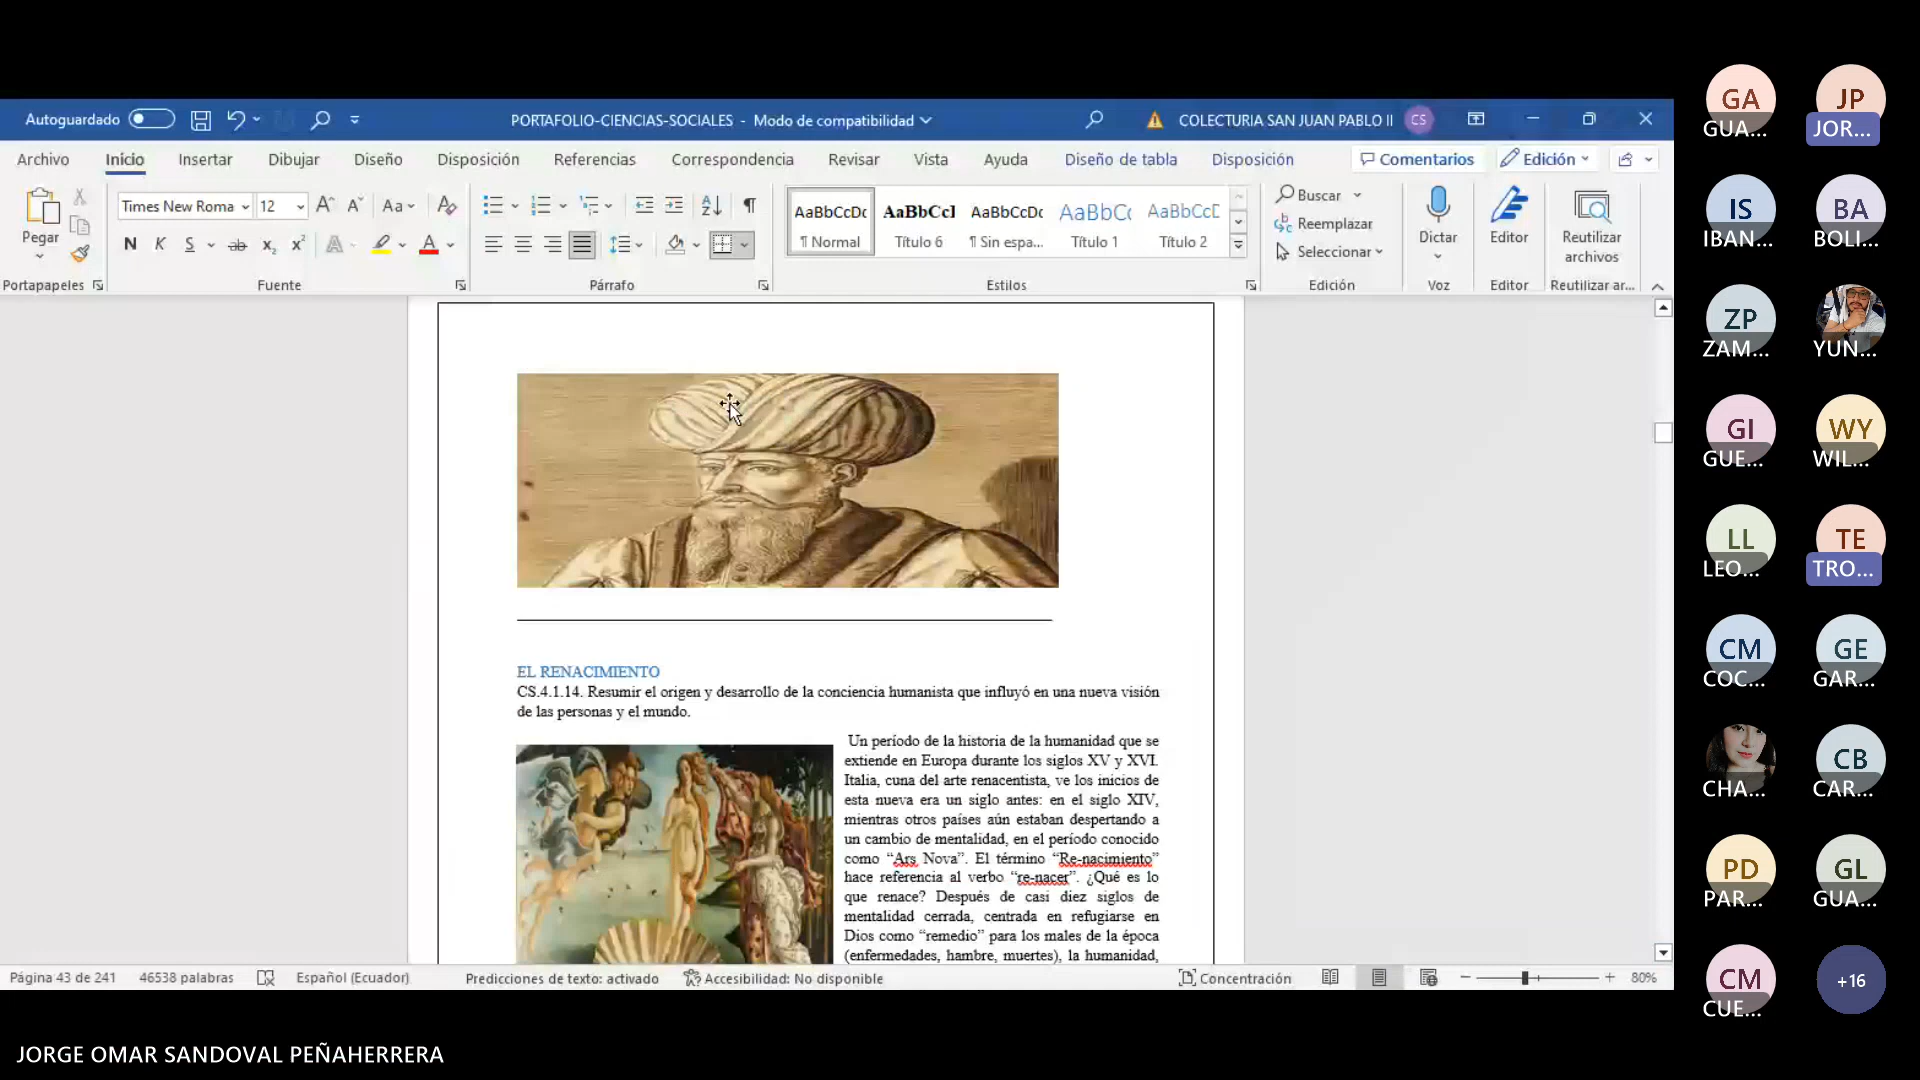 Autoguardado
PORTAFOLIO-CIENCIAS-SOCIALES - Modo de compatibilidad
COLECTURIA SAN JUAN PABLO II CS
Archivo Inicio Insertar Dibujar Diseño Disposición Referencias Correspondencia Revisar Vista Ayuda Diseño de tabla Disposición Comentarios Edición
Pegar
Times New Roma 12
N K S ab x₂ x²
Portapapeles
Fuente
Párrafo
AaBbCcDc AaBbCcI AaBbCcDc AaBbCc AaBbCcD
¶ Normal Título 6 ¶ Sin espa... Título 1 Título 2
Estilos
Buscar
Reemplazar
Seleccionar
Edición
Dictar
Voz
Editor
Editor
Reutilizar
archivos
Reutilizar ar...
EL RENACIMIENTO
CS.4.1.14. Resumir el origen y desarrollo de la conciencia humanista que influyó en una nueva visión
de las personas y el mundo.
Un período de la historia de la humanidad que se
extiende en Europa durante los siglos XV y XVI.
Italia, cuna del arte renacentista, ve los inicios de
esta nueva era un siglo antes: en el siglo XIV,
mientras otros países aún estaban despertando a
un cambio de mentalidad, en el período conocido
como “Ars Nova”. El término “Re-nacimiento”
hace referencia al verbo “re-nacer”. ¿Qué es lo
que renace? Después de casi diez siglos de
mentalidad cerrada, centrada en refugiarse en
Dios como “remedio” para los males de la época
(enfermedades, hambre, muertes), la humanidad,
Página 43 de 241 46538 palabras Español (Ecuador) Predicciones de texto: activado Accesibilidad: No disponible Concentración 80%
GA JP
GUA... JOR...
IS BA
IBAN... BOLI...
ZP
ZAM... YUN...
GI WY
GUE... WIL...
LL TE
LEO... TRO...
CM GE
COC... GAR...
CB
CHA... CAR...
PD GL
PAR... GUA...
CM +16
CUE...
JORGE OMAR SANDOVAL PEÑAHERRERA